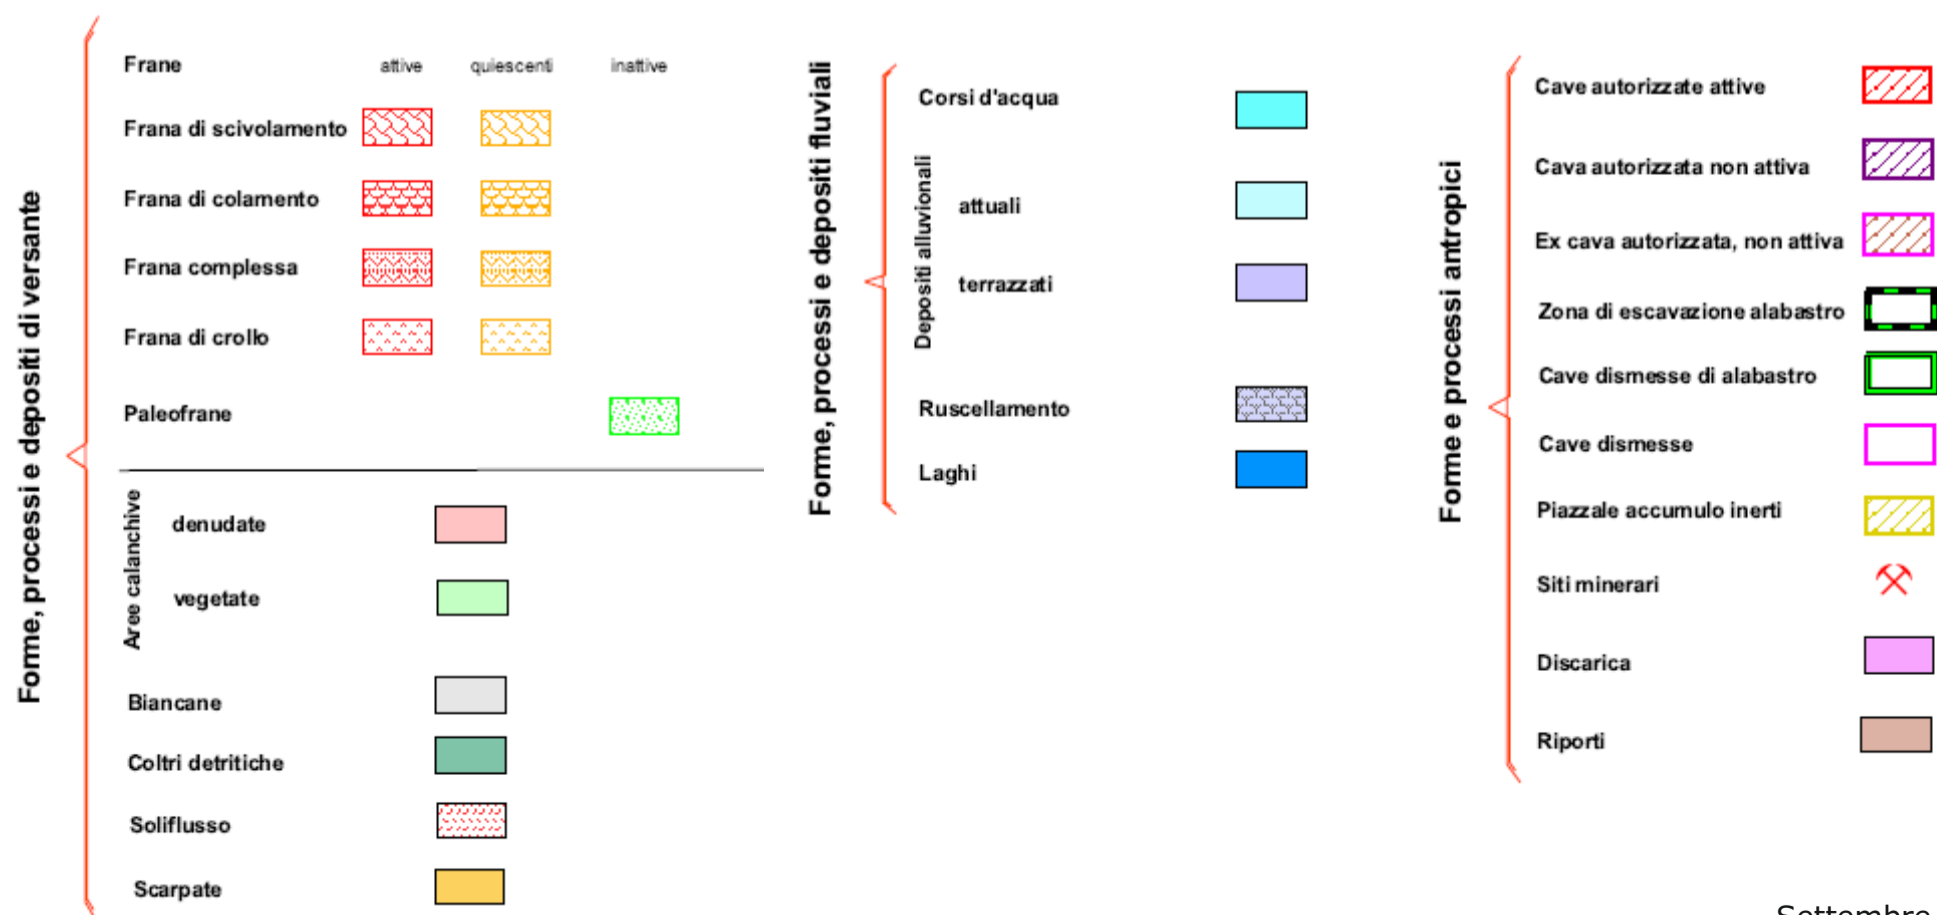 Forme, processi e depositi di versante
Frane attive quiescenti inattive
Frana di scivolamento
Frana di colamento
Frana complessa
Frana di crollo
Paleofrane
Aree calanchive
denudate
vegetate
Biancane
Coltri detritiche
Soliflusso
Scarpate
Forme, processi e depositi fluviali
Corsi d'acqua
Depositi alluvionali
attuali
terrazzati
Ruscellamento
Laghi
Forme e processi antropici
Cave autorizzate attive
Cava autorizzata non attiva
Ex cava autorizzata, non attiva
Zona di escavazione alabastro
Cave dismesse di alabastro
Cave dismesse
Piazzale accumulo inerti
Siti minerari
Discarica
Riporti
Settembre